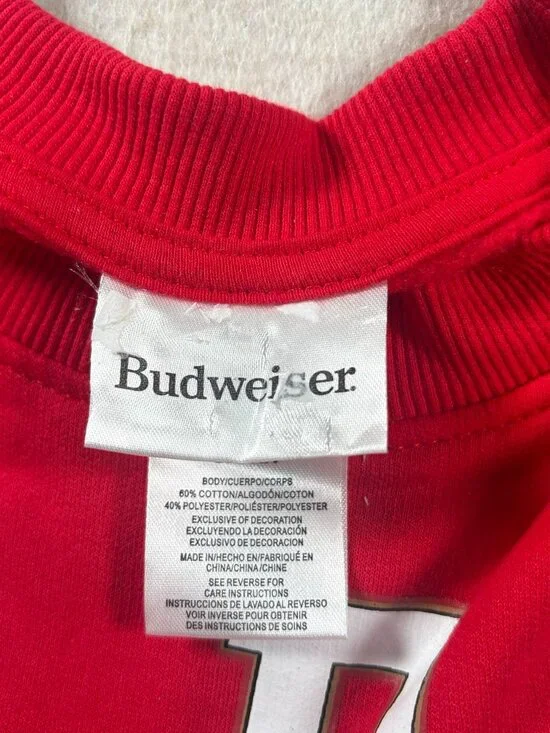 Budweiser.
BODY/CUERPO/CORPS
60% COTTON/ALGODÓN/COTON
40% POLYESTER/POLIÉSTER/POLYESTER
EXCLUSIVE OF DECORATION
EXCLUYENDO LA DECORACIÓN
EXCLUSIVO DE DECORACION
MADE IN/HECHO EN/FABRIQUÉ EN
CHINA/CHINA/CHINE
SEE REVERSE FOR
CARE INSTRUCTIONS
INSTRUCCIONS DE LAVADO AL REVERSO
VOIR INVERSE POUR OBTENIR
DES INSTRUCTIONS DE SOINS